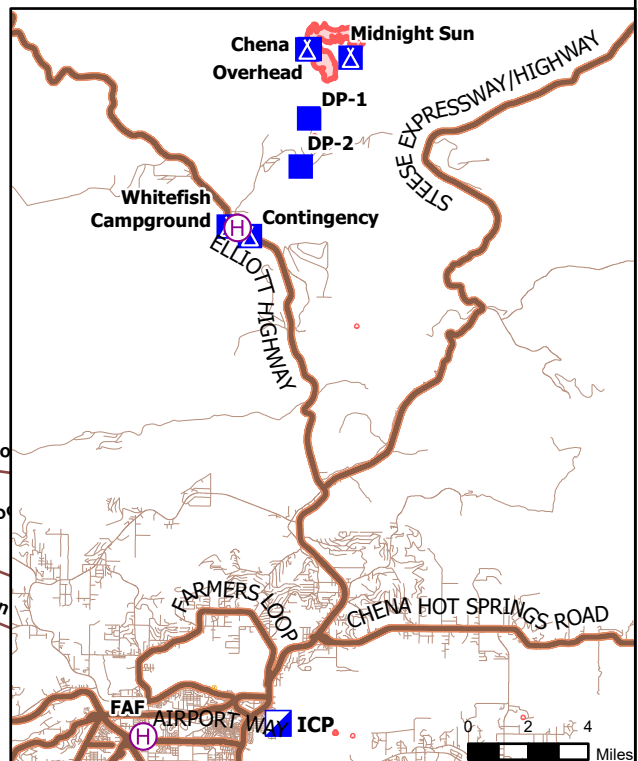 Midnight Sun
Chena
Overhead
DP-1
STEESE EXPRESSWAY/HIGHWAY
DP-2
Whitefish
Campground
H
Contingency
ELLIOTT HIGHWAY
FARMERS LOOP
CHENA HOT SPRINGS ROAD
FAF
H
AIRPORT WAY
ICP
0 2 4
Miles